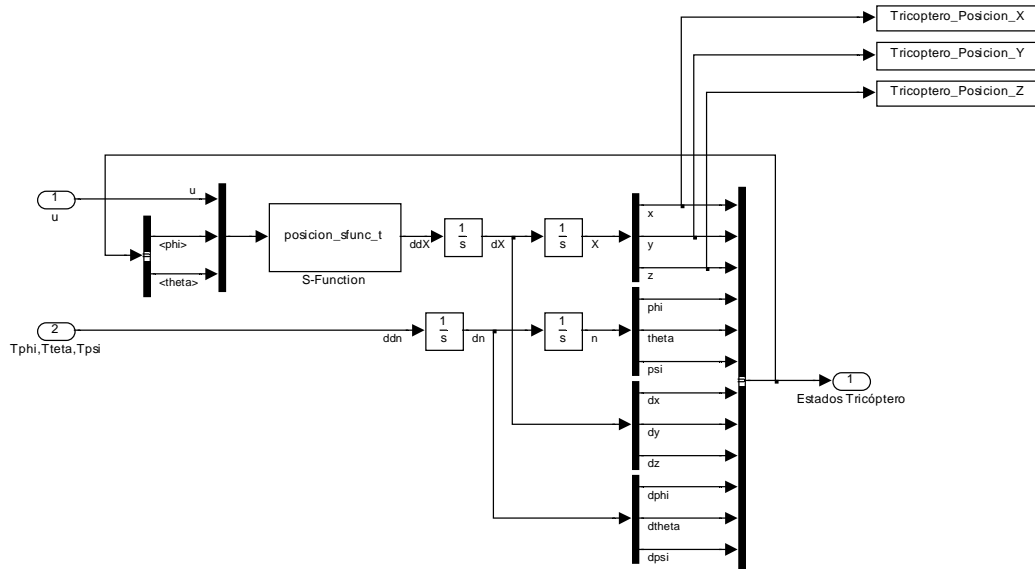 Tricoptero_Posicion_X
Tricoptero_Posicion_Y
Tricoptero_Posicion_Z
1
u
u
<phi>
<theta>
posicion_sfunc_t
S-Function
ddX
1
s
dX
1
s
X
x
y
z
2
Tphi,Tteta,Tpsi
ddn
1
s
dn
1
s
n
phi
theta
psi
dx
dy
dz
dphi
dtheta
dpsi
1
Estados Tricóptero